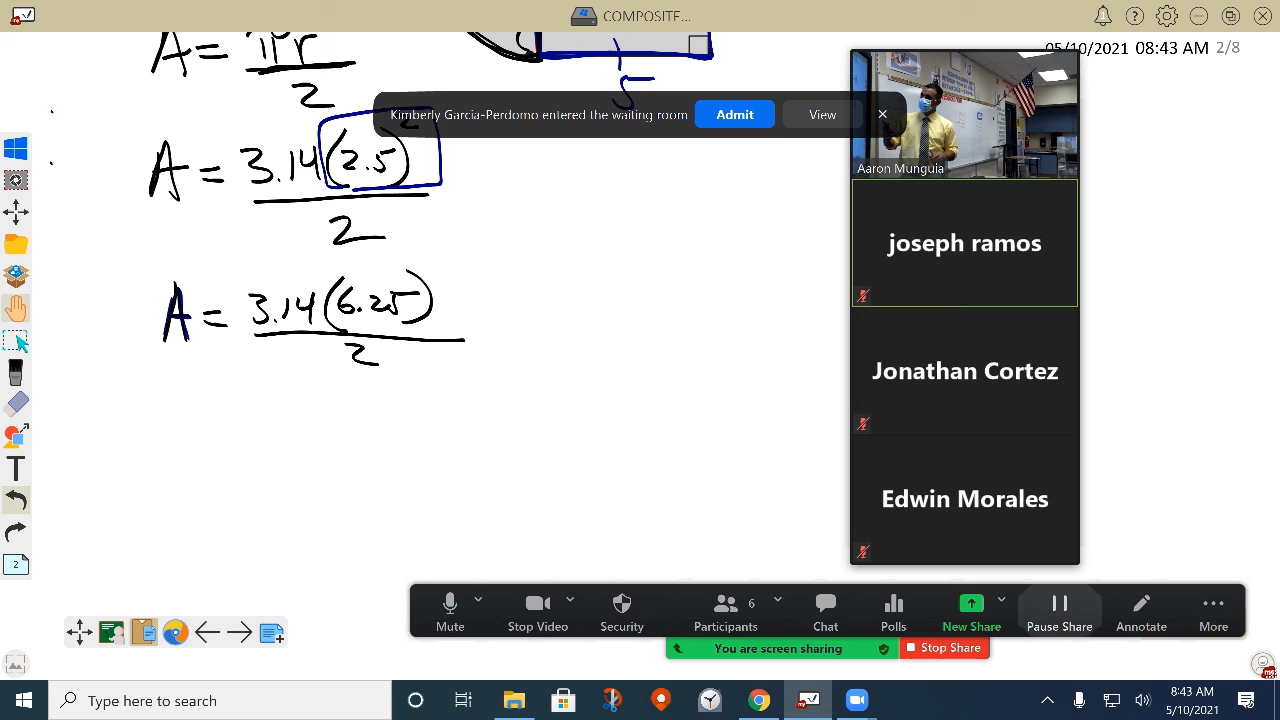 COMPOSITE...
05/10/2021 08:43 AM 2/8
A = πr
2
5
Kimberly Garcia-Perdomo entered the waiting room Admit View
A = 3.14(2.5)²
2
A = 3.14(6.25)
2
Aaron Munguia
joseph ramos
Jonathan Cortez
Edwin Morales
T
2
Mute Stop Video Security Participants 6 Chat Polls New Share Pause Share Annotate More
You are screen sharing Stop Share
Type here to search
8:43 AM
5/10/2021